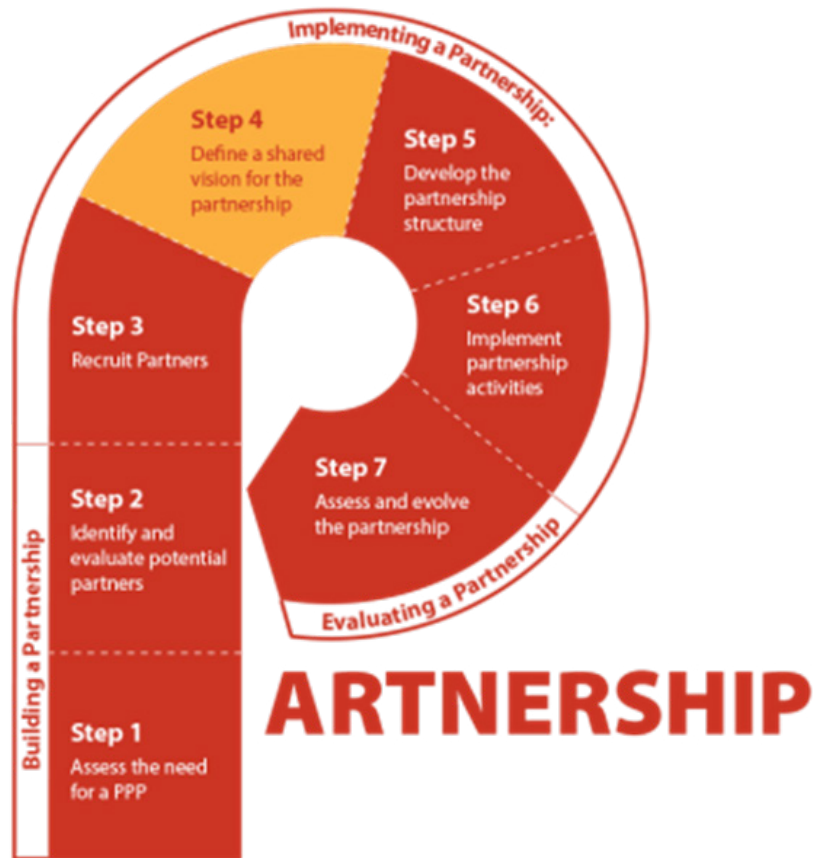 Implementing a Partnership:
Step 4
Define a shared
vision for the
partnership
Step 5
Develop the
partnership
structure
Step 3
Recruit Partners
Step 6
Implement
partnership
activities
Step 2
Identify and
evaluate potential
partners
Step 7
Assess and evolve
the partnership
Building a Partnership
Evaluating a Partnership
Step 1
Assess the need
for a PPP
ARTNERSHIP